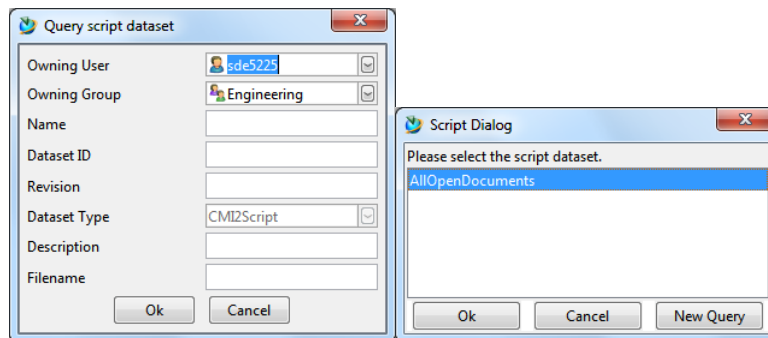 Query script dataset
Owning User sde5225
Owning Group Engineering
Name
Dataset ID
Revision
Dataset Type CMI2Script
Description
Filename
Ok Cancel
Script Dialog
Please select the script dataset.
AllOpenDocuments
Ok Cancel New Query